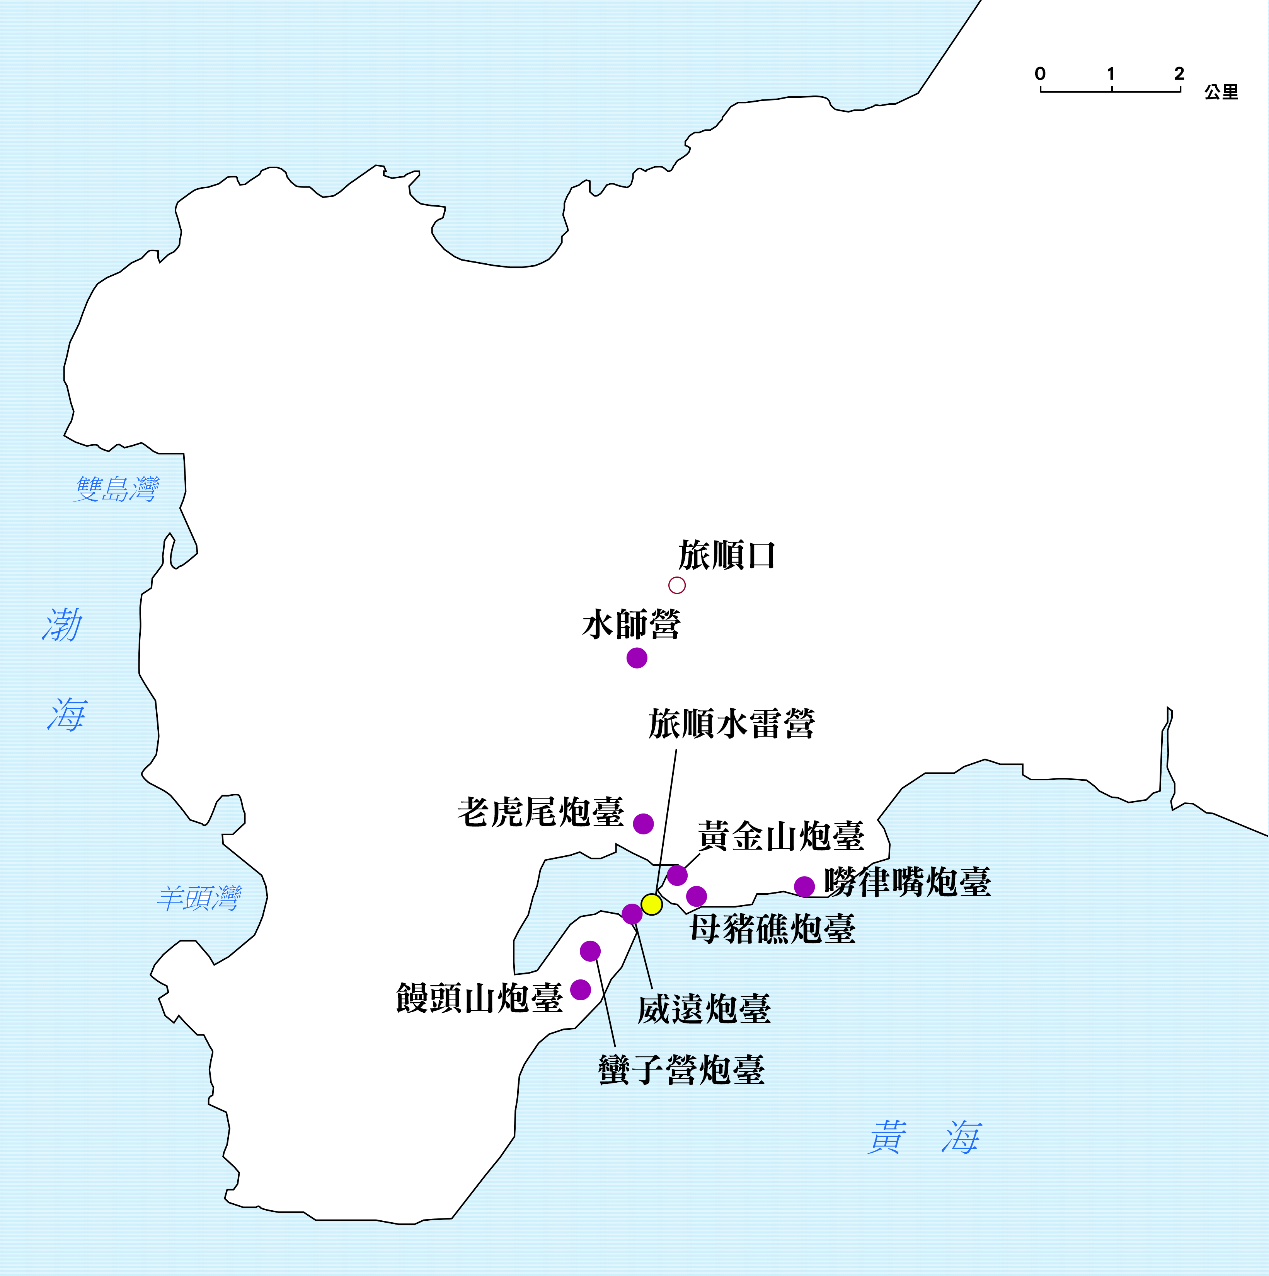 0 1 2
公里
雙島灣
旅順口
渤海
水師營
旅順水雷營
老虎尾炮臺
黃金山炮臺
嘮律嘴炮臺
羊頭灣
母豬礁炮臺
饅頭山炮臺
威遠炮臺
蠻子營炮臺
黃海